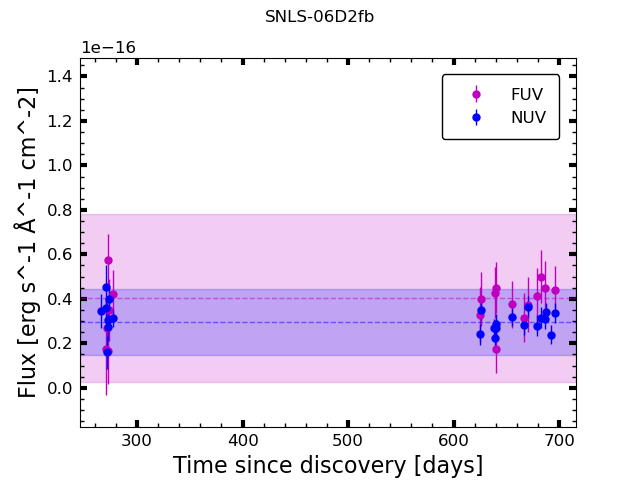 SNLS-06D2fb
1e−16
1.4
1.2
1.0
0.8
0.6
0.4
0.2
0.0
Flux [erg s^-1 Å^-1 cm^-2]
FUV
NUV
300
400
500
600
700
Time since discovery [days]